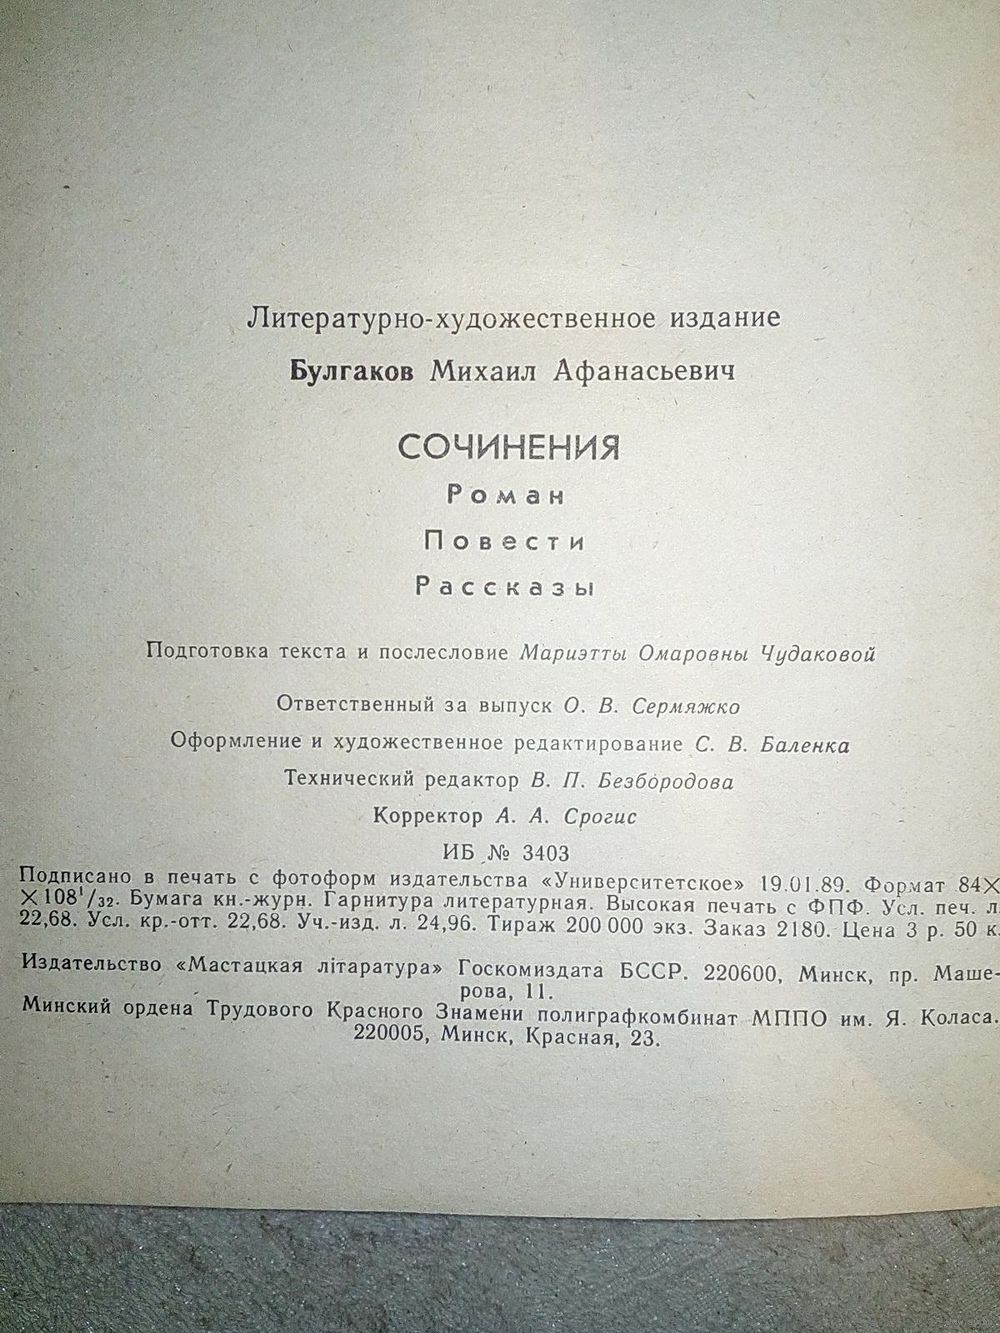 Литературно-художественное издание
Булгаков Михаил Афанасьевич
СОЧИНЕНИЯ
Роман
Повести
Рассказы
Подготовка текста и послесловие Мариэтты Омаровны Чудаковой
Ответственный за выпуск О. В. Сермяжко
Оформление и художественное редактирование С. В. Баленка
Технический редактор В. П. Безбородова
Корректор А. А. Срогис
ИБ № 3403
Подписано в печать с фотоформ издательства «Университетское» 19.01.89. Формат 84×
×108¹/₃₂. Бумага кн.-журн. Гарнитура литературная. Высокая печать с ФПФ. Усл. печ. л.
22,68. Усл. кр.-отт. 22,68. Уч.-изд. л. 24,96. Тираж 200 000 экз. Заказ 2180. Цена 3 р. 50 к.
Издательство «Мастацкая літаратура» Госкомиздата БССР. 220600, Минск, пр. Маше-
рова, 11.
Минский ордена Трудового Красного Знамени полиграфкомбинат МППО им. Я. Коласа.
220005, Минск, Красная, 23.